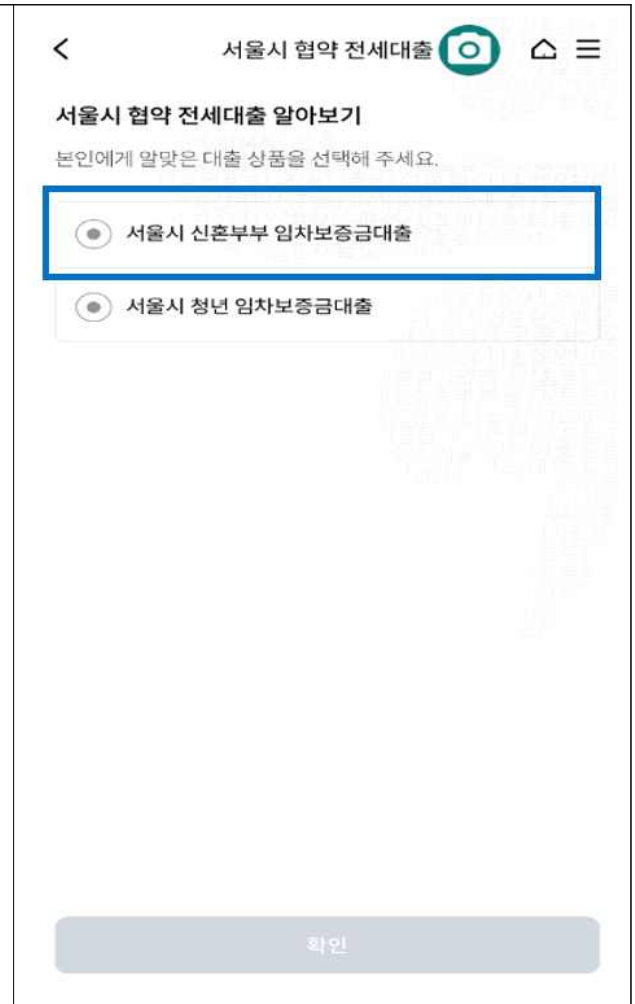 서울시 협약 전세대출
서울시 협약 전세대출 알아보기
본인에게 알맞은 대출 상품을 선택해 주세요.
서울시 신혼부부 임차보증금대출
서울시 청년 임차보증금대출
확인